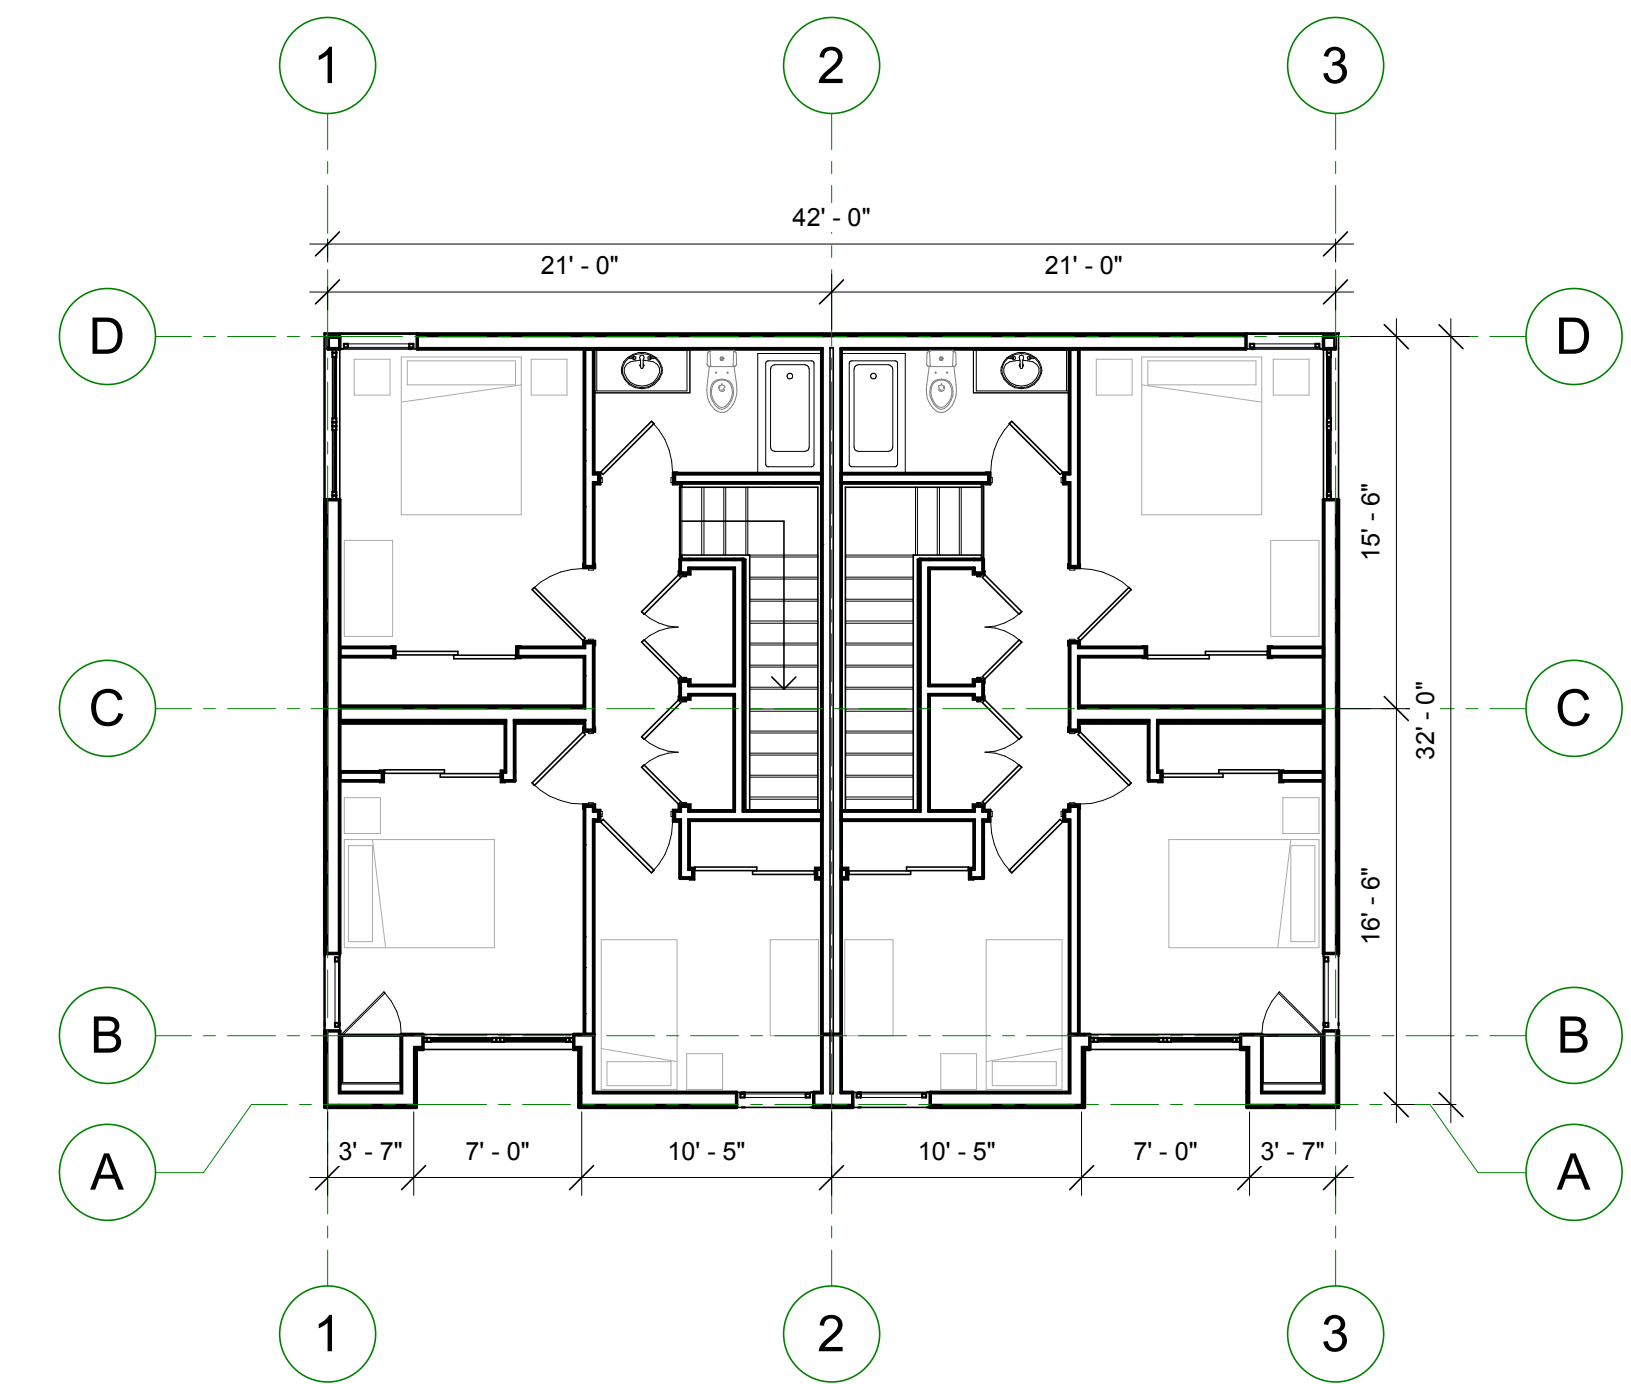 1 2 3
42' - 0"
21' - 0" 21' - 0"
D D
15' - 6"
C C
32' - 0"
16' - 6"
B B
3' - 7" 7' - 0" 10' - 5" 10' - 5" 7' - 0" 3' - 7"
A A
1 2 3